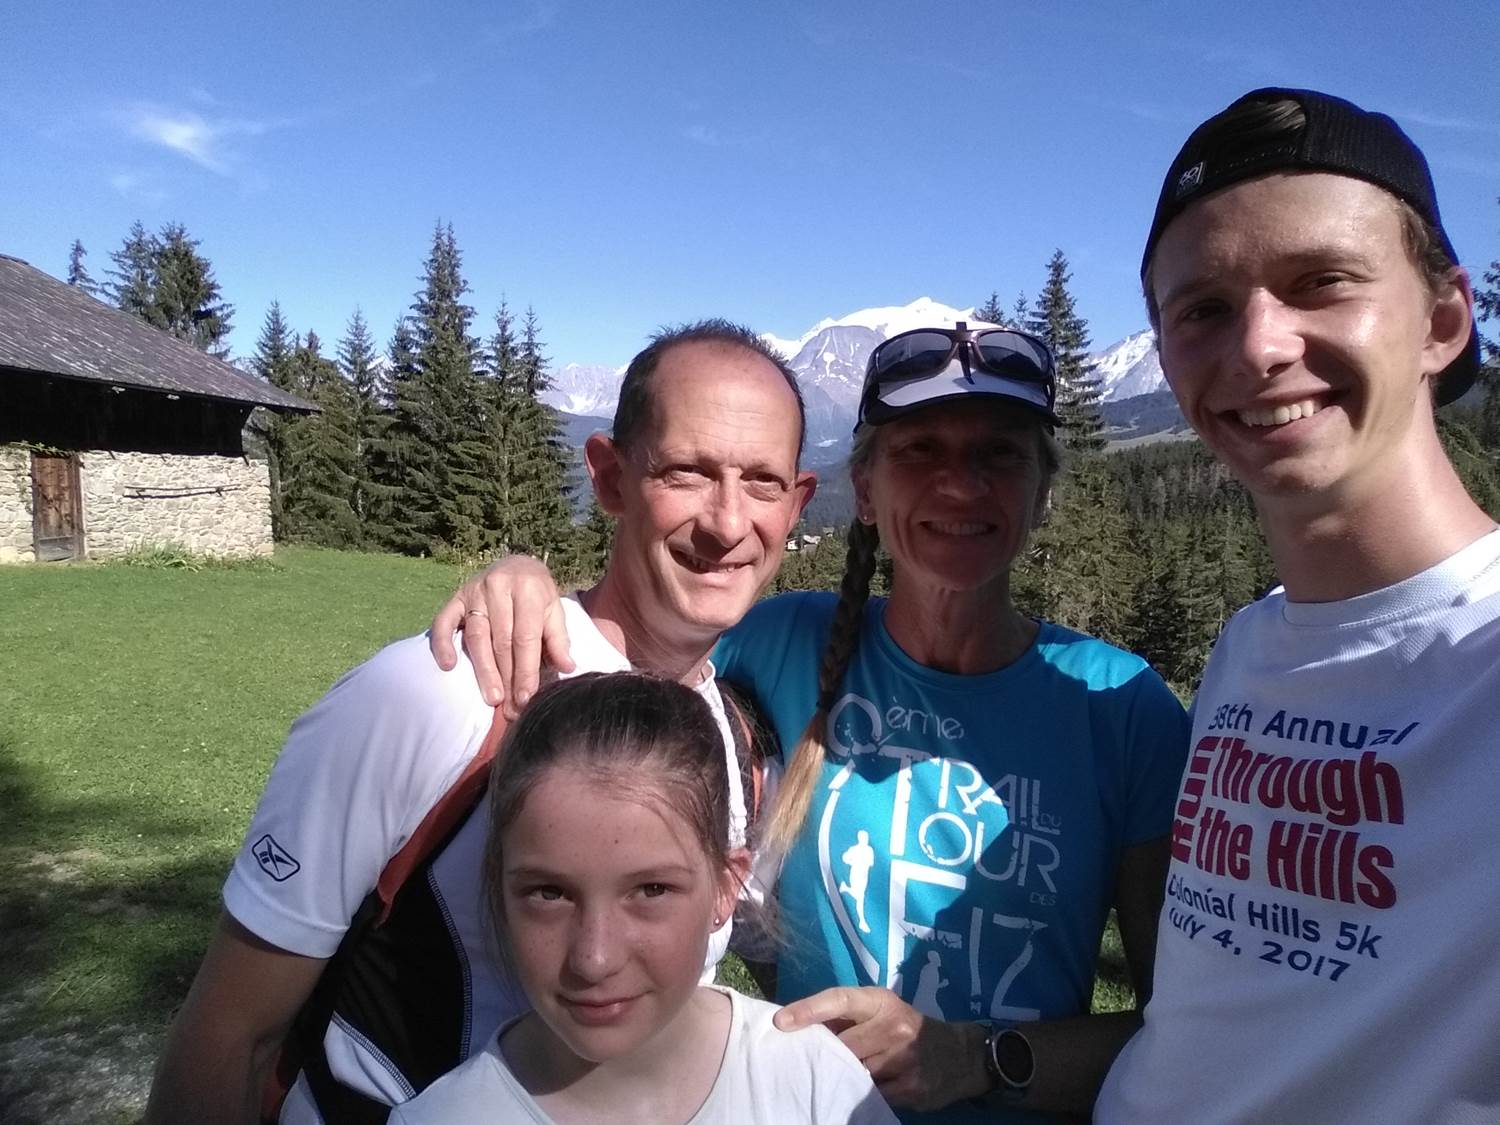 ème
TRAIL
DU
TOUR
DES
FIZ
38th Annual
RUN
Through
the Hills
Colonial Hills 5k
July 4, 2017